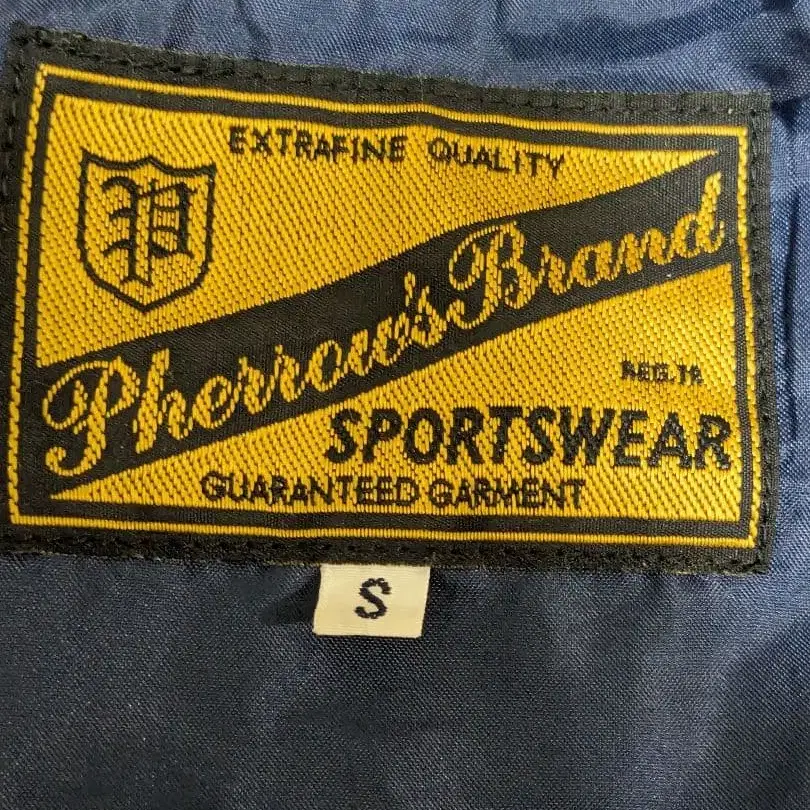 EXTRAFINE QUALITY
P
Pherrow's Brand
REG.TR
SPORTSWEAR
GUARANTEED GARMENT
S